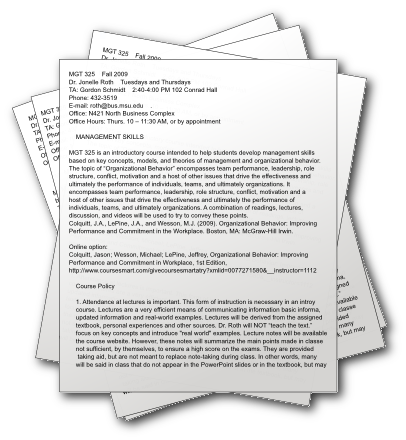 MGT 325 Fall 2009
MGT 325 Fall 2009
Dr. Jonelle Roth Tuesdays and Thursdays
TA: Gordon Schmidt 2:40-4:00 PM 102 Conrad Hall
Phone: 432-3519
E-mail: roth@bus.msu.edu .
Office: N421 North Business Complex
Office Hours: Thurs. 10 – 11:30 AM, or by appointment
MANAGEMENT SKILLS
MGT 325 is an introductory course intended to help students develop management skills
based on key concepts, models, and theories of management and organizational behavior.
The topic of "Organizational Behavior" encompasses team performance, leadership, role
structure, conflict, motivation and a host of other issues that drive the effectiveness and
ultimately the performance of individuals, teams, and ultimately organizations. It
encompasses team performance, leadership, role structure, conflict, motivation and a
host of other issues that drive the effectiveness and ultimately the performance of
individuals, teams, and ultimately organizations. A combination of readings, lectures,
discussion, and videos will be used to try to convey these points.
Colquitt, J.A., LePine, J.A., and Wesson, M.J. (2009). Organizational Behavior: Improving
Performance and Commitment in the Workplace. Boston, MA; McGraw-Hill Irwin.
Online option:
Colquitt, Jason; Wesson, Michael; LePine, Jeffrey, Organizational Behavior: Improving
Performance and Commitment in Workplace, 1st Edition,
http://www.coursesmart.com/givecoursesmartatry?xmlid=0077271580&__instructor=1112
Course Policy
1. Attendance at lectures is important. This form of instruction is necessary in an introy
course. Lectures are a very efficient means of communicating information basic informa,
updated information and real-world examples. Lectures will be derived from the assigned
textbook, personal experiences and other sources. Dr. Roth will NOT "teach the text,"
focus on key concepts and introduce "real world" examples. Lecture notes will be available
the course website. However, these notes will summarize the main points made in classe
not sufficient, by themselves, to ensure a high score on the exams. They are provided
taking aid, but are not meant to replace note-taking during class. In other words, many
will be said in class that do not appear in the PowerPoint slides or in the textbook, but may